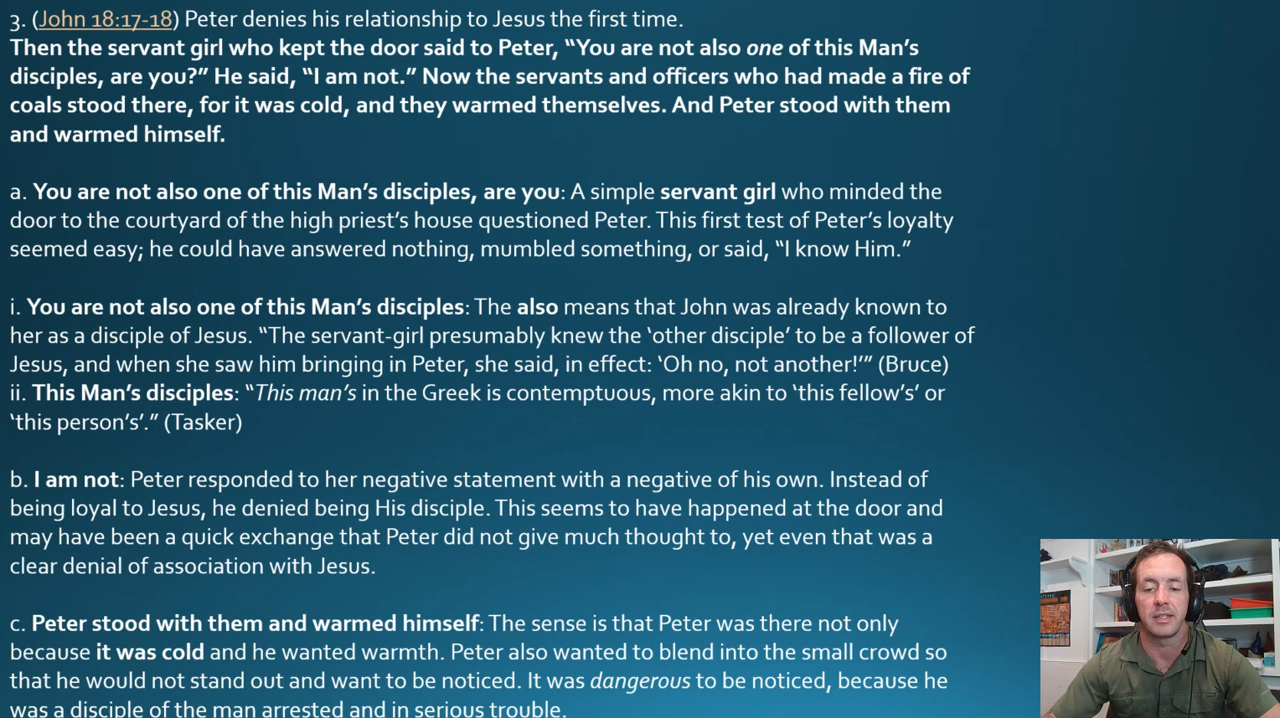 3. (John 18:17-18) Peter denies his relationship to Jesus the first time.
Then the servant girl who kept the door said to Peter, “You are not also one of this Man’s
disciples, are you?” He said, “I am not.” Now the servants and officers who had made a fire of
coals stood there, for it was cold, and they warmed themselves. And Peter stood with them
and warmed himself.
a. You are not also one of this Man’s disciples, are you: A simple servant girl who minded the
door to the courtyard of the high priest’s house questioned Peter. This first test of Peter’s loyalty
seemed easy; he could have answered nothing, mumbled something, or said, “I know Him.”
i. You are not also one of this Man’s disciples: The also means that John was already known to
her as a disciple of Jesus. “The servant-girl presumably knew the ‘other disciple’ to be a follower of
Jesus, and when she saw him bringing in Peter, she said, in effect: ‘Oh no, not another!’” (Bruce)
ii. This Man’s disciples: “This man’s in the Greek is contemptuous, more akin to ‘this fellow’s’ or
‘this person’s’.” (Tasker)
b. I am not: Peter responded to her negative statement with a negative of his own. Instead of
being loyal to Jesus, he denied being His disciple. This seems to have happened at the door and
may have been a quick exchange that Peter did not give much thought to, yet even that was a
clear denial of association with Jesus.
c. Peter stood with them and warmed himself: The sense is that Peter was there not only
because it was cold and he wanted warmth. Peter also wanted to blend into the small crowd so
that he would not stand out and want to be noticed. It was dangerous to be noticed, because he
was a disciple of the man arrested and in serious trouble.